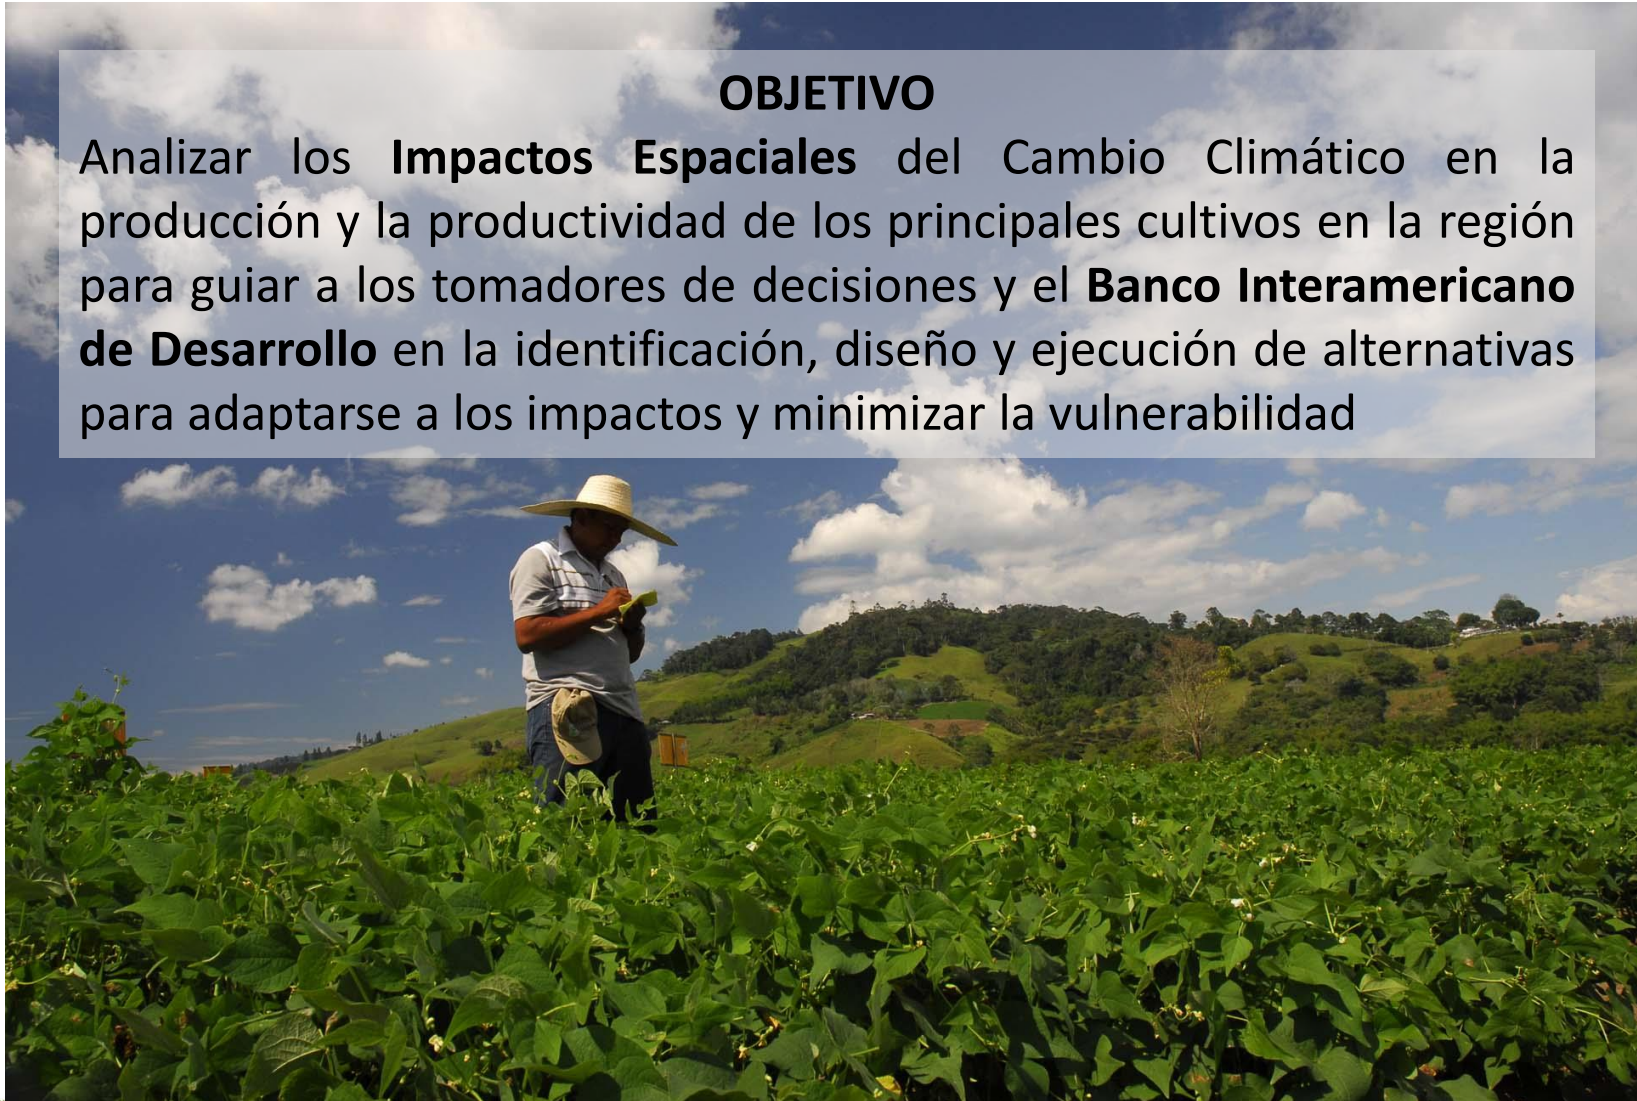 OBJETIVO
Analizar los Impactos Espaciales del Cambio Climático en la
producción y la productividad de los principales cultivos en la región
para guiar a los tomadores de decisiones y el Banco Interamericano
de Desarrollo en la identificación, diseño y ejecución de alternativas
para adaptarse a los impactos y minimizar la vulnerabilidad